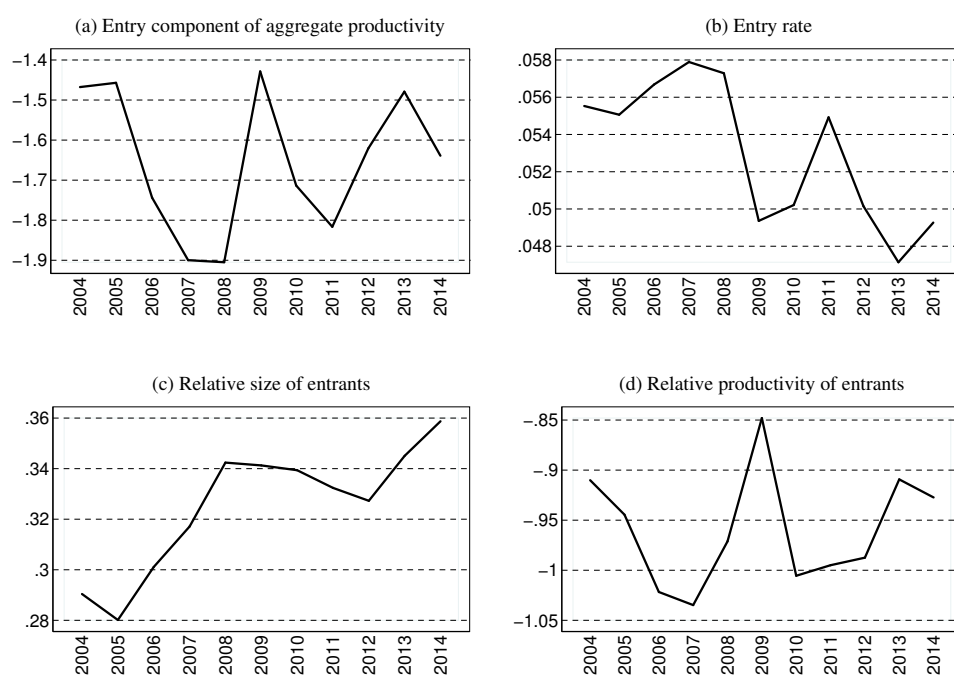 (a) Entry component of aggregate productivity
−1.4
−1.5
−1.6
−1.7
−1.8
−1.9
2004 2005 2006 2007 2008 2009 2010 2011 2012 2013 2014
(b) Entry rate
.058
.056
.054
.052
.05
.048
2004 2005 2006 2007 2008 2009 2010 2011 2012 2013 2014
(c) Relative size of entrants
.36
.34
.32
.3
.28
2004 2005 2006 2007 2008 2009 2010 2011 2012 2013 2014
(d) Relative productivity of entrants
−.85
−.9
−.95
−1
−1.05
2004 2005 2006 2007 2008 2009 2010 2011 2012 2013 2014